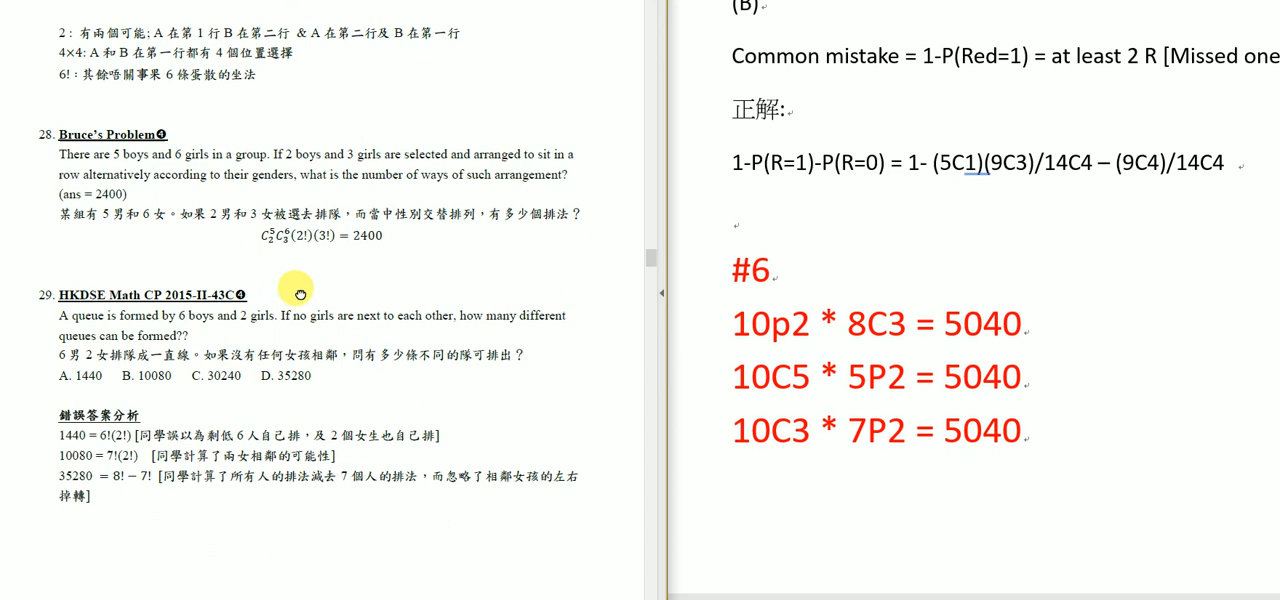 2 : 有兩個可能; A 在第 1 行 B 在第二行 & A 在第二行及 B 在第一行
4×4: A 和 B 在第一行都有 4 個位置選擇
6! : 其餘唔關事果 6 條蛋散的坐法
28. Bruce's Problem❹
There are 5 boys and 6 girls in a group. If 2 boys and 3 girls are selected and arranged to sit in a
row alternatively according to their genders, what is the number of ways of such arrangement?
(ans = 2400)
某組有 5 男和 6 女。如果 2 男和 3 女被選去排隊，而當中性別交替排列，有多少個排法？
C₂⁵C₃⁶(2!)(3!) = 2400
29. HKDSE Math CP 2015-II-43C❹
A queue is formed by 6 boys and 2 girls. If no girls are next to each other, how many different
queues can be formed??
6 男 2 女排隊成一直線。如果沒有任何女孩相鄰，問有多少條不同的隊可排出？
A. 1440 B. 10080 C. 30240 D. 35280
錯誤答案分析
1440 = 6!(2!) [同學誤以為剩低 6 人自己排，及 2 個女生也自己排]
10080 = 7!(2!) [同學計算了兩女相鄰的可能性]
35280 = 8! − 7! [同學計算了所有人的排法減去 7 個人的排法，而忽略了相鄰女孩的左右
掉轉]
(B)
Common mistake = 1-P(Red=1) = at least 2 R [Missed one
正解:
1-P(R=1)-P(R=0) = 1- (5C1)(9C3)/14C4 – (9C4)/14C4
#6
10p2 * 8C3 = 5040
10C5 * 5P2 = 5040
10C3 * 7P2 = 5040